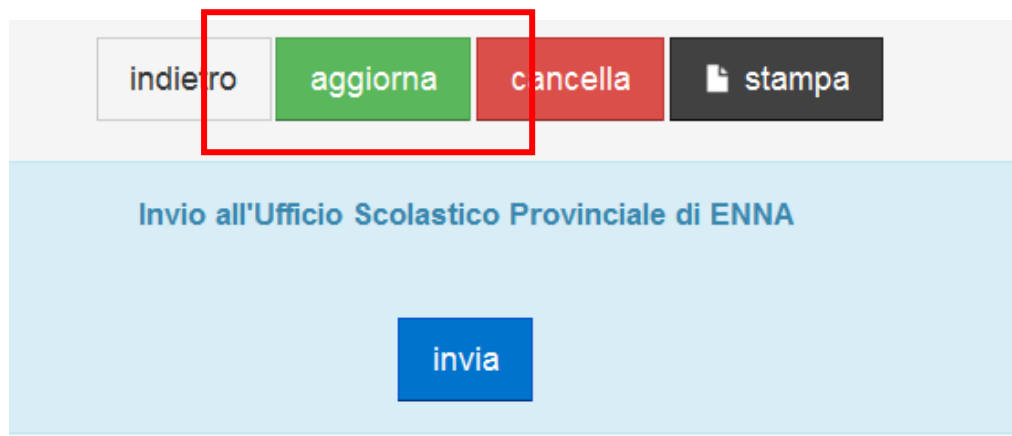 indietro aggiorna cancella stampa
Invio all'Ufficio Scolastico Provinciale di ENNA
invia